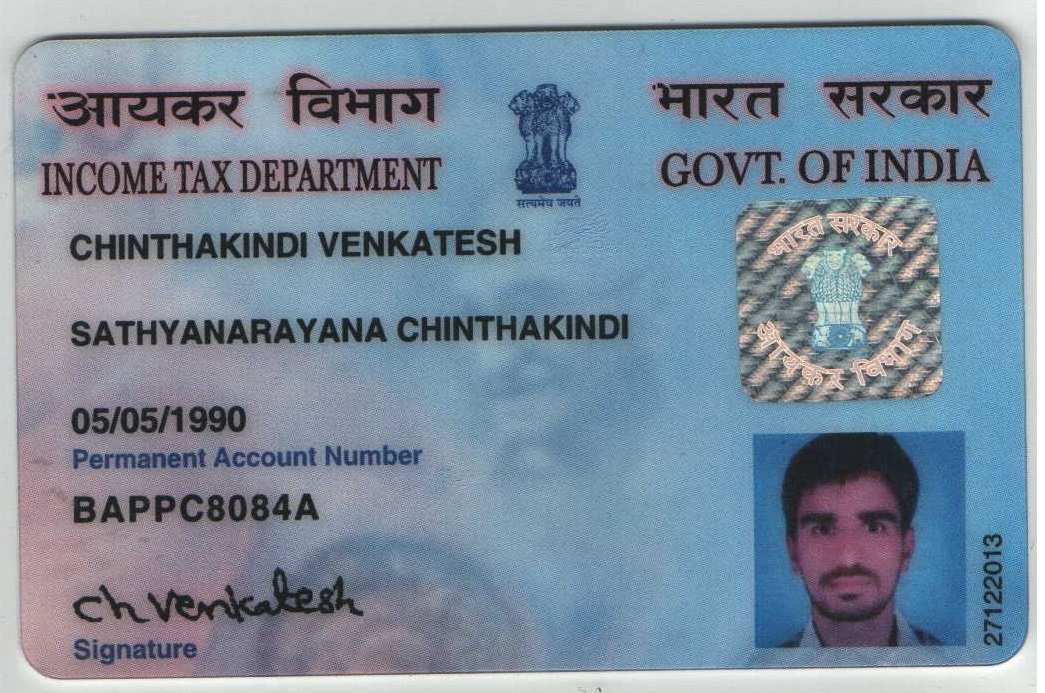 आयकर विभाग
भारत सरकार
INCOME TAX DEPARTMENT
GOVT. OF INDIA
सत्यमेव जयते
CHINTHAKINDI VENKATESH
SATHYANARAYANA CHINTHAKINDI
05/05/1990
Permanent Account Number
BAPPC8084A
Ch Venkatesh
Signature
भारत सरकार
आयकर विभाग
27122013